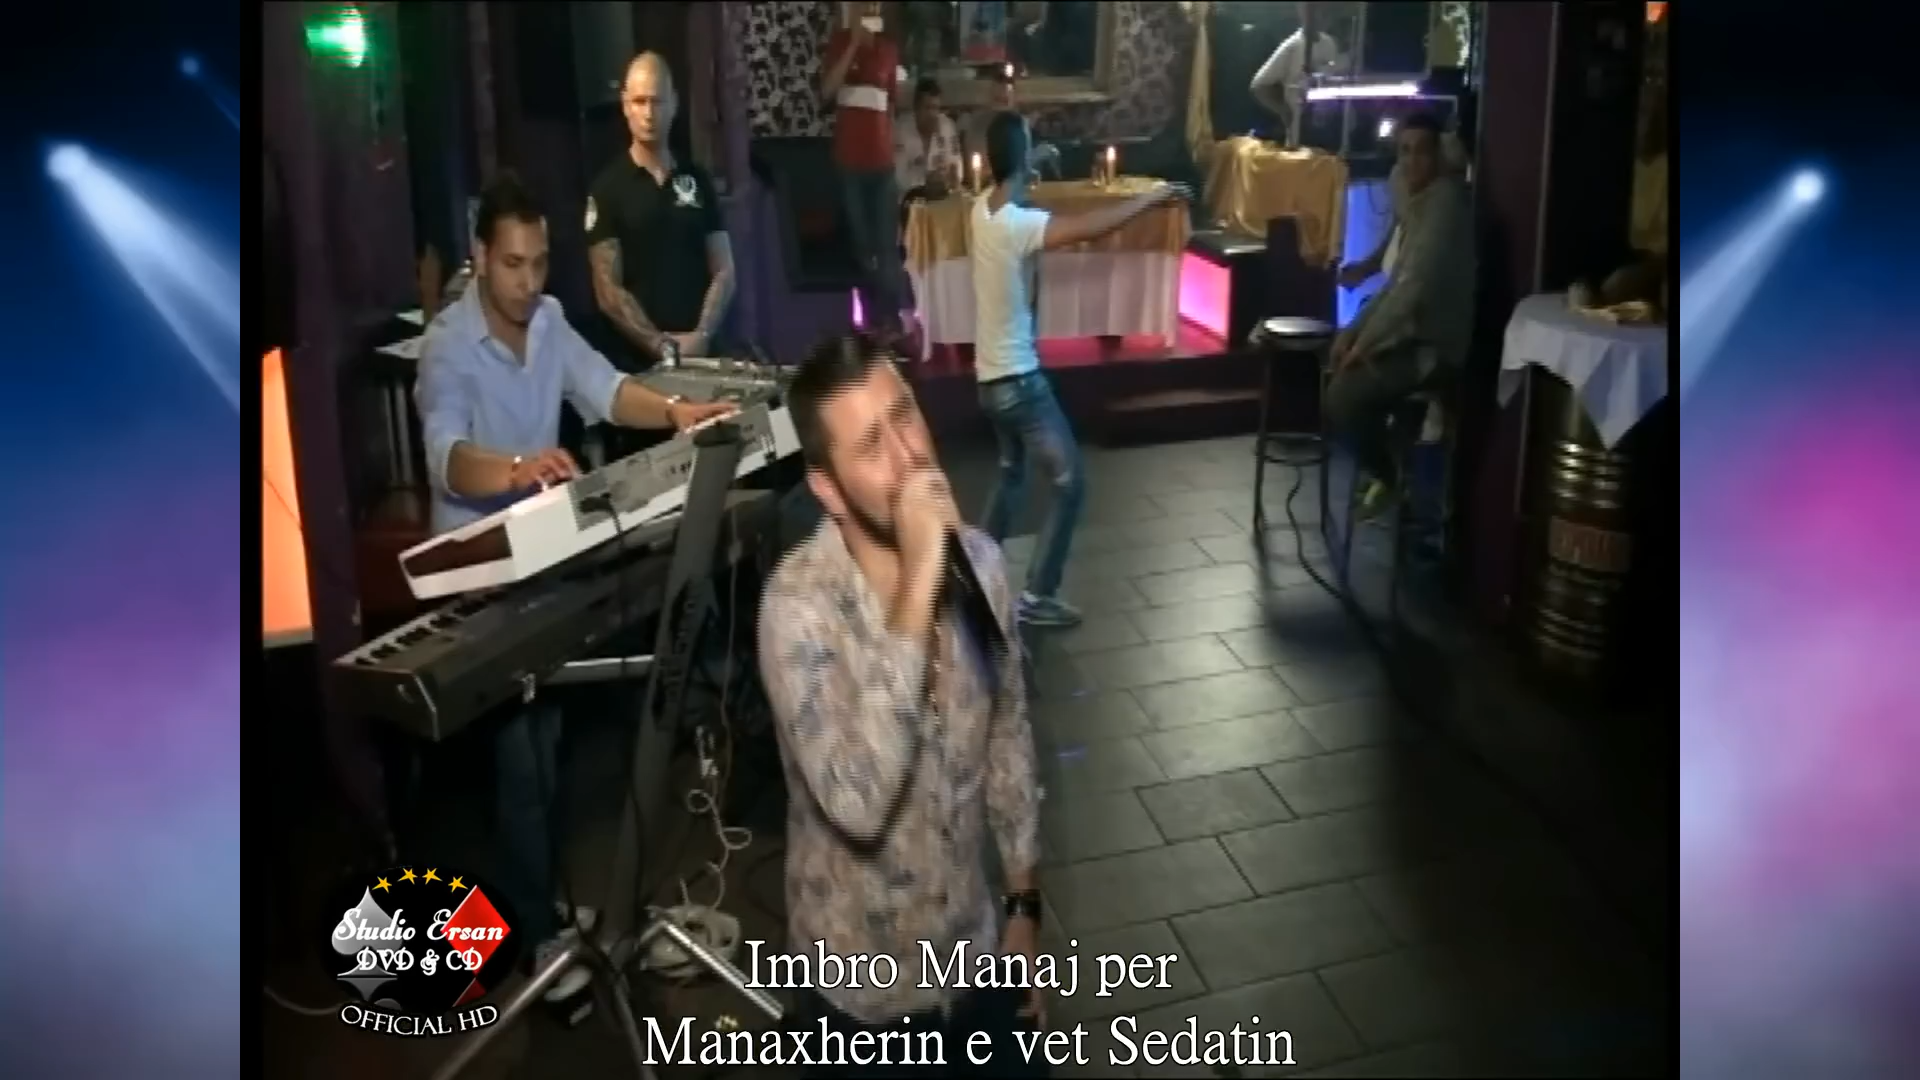 Studio Ersan
DVD & CD
OFFICIAL HD
Imbro Manaj per
Manaxherin e vet Sedatin